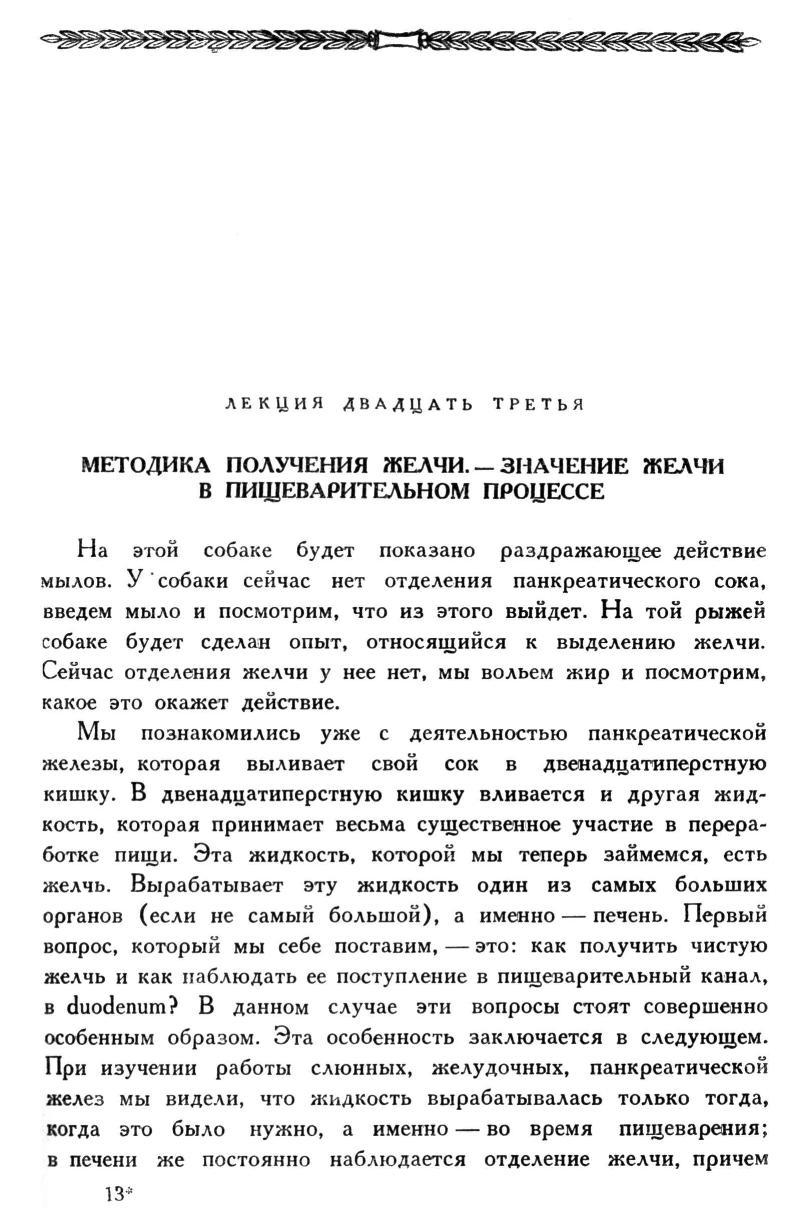 ЛЕКЦИЯ ДВАДЦАТЬ ТРЕТЬЯ
МЕТОДИКА ПОЛУЧЕНИЯ ЖЕЛЧИ. — ЗНАЧЕНИЕ ЖЕЛЧИ
В ПИЩЕВАРИТЕЛЬНОМ ПРОЦЕССЕ
На этой собаке будет показано раздражающее действие
мылов. У собаки сейчас нет отделения панкреатического сока,
введем мыло и посмотрим, что из этого выйдет. На той рыжей
собаке будет сделан опыт, относящийся к выделению желчи.
Сейчас отделения желчи у нее нет, мы вольем жир и посмотрим,
какое это окажет действие.
Мы познакомились уже с деятельностью панкреатической
железы, которая выливает свой сок в двенадцатиперстную
кишку. В двенадцатиперстную кишку вливается и другая жид-
кость, которая принимает весьма существенное участие в перера-
ботке пищи. Эта жидкость, которой мы теперь займемся, есть
желчь. Вырабатывает эту жидкость один из самых больших
органов (если не самый большой), а именно — печень. Первый
вопрос, который мы себе поставим, — это: как получить чистую
желчь и как наблюдать ее поступление в пищеварительный канал,
в duodenum? В данном случае эти вопросы стоят совершенно
особенным образом. Эта особенность заключается в следующем.
При изучении работы слюнных, желудочных, панкреатической
желез мы видели, что жидкость вырабатывалась только тогда,
когда это было нужно, а именно — во время пищеварения;
в печени же постоянно наблюдается отделение желчи, причем
13*